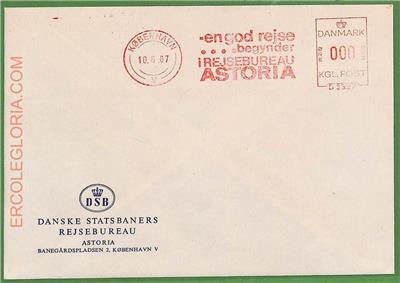 KØBENHAVN
10.6.87
V
-en god rejse
....begynder
i REJSEBUREAU
ASTORIA
DANMARK
000
KGL. POST
ERCOLEGLORIA.COM
DSB
DANSKE STATSBANERS
REJSEBUREAU
ASTORIA
BANEGÅRDSPLADSEN 2, KØBENHAVN V